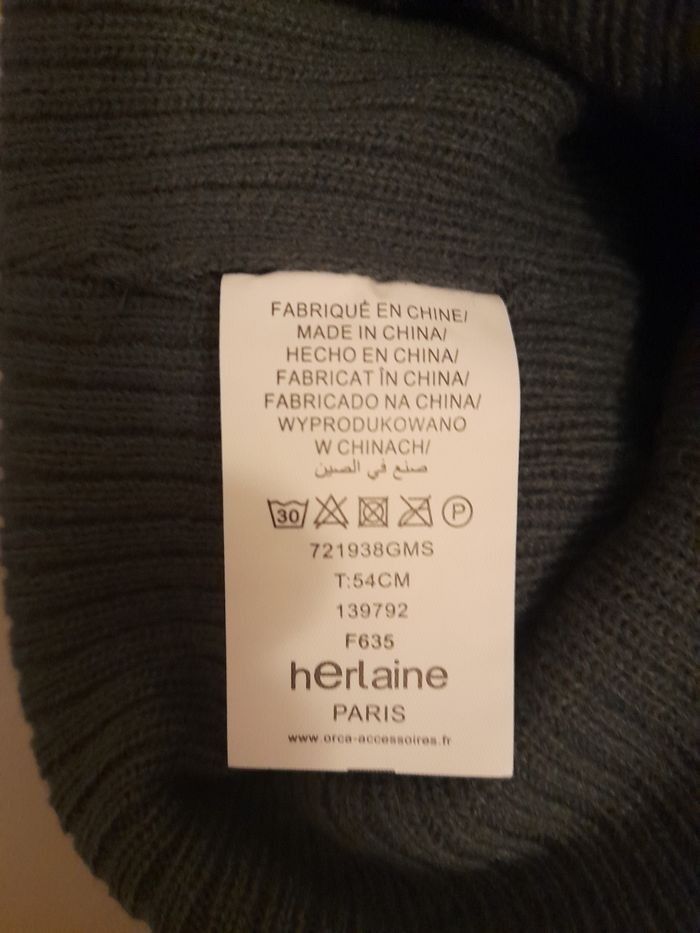 FABRIQUÉ EN CHINE/
MADE IN CHINA/
HECHO EN CHINA/
FABRICAT ÎN CHINA/
FABRICADO NA CHINA/
WYPRODUKOWANO
W CHINACH/
صنع في الصين
30 P
721938GMS
T:54CM
139792
F635
herlaine
PARIS
www.orca-accessoires.fr